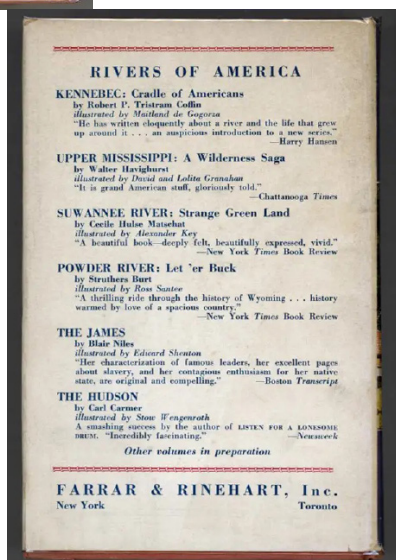 RIVERS OF AMERICA
KENNEBEC: Cradle of Americans
by Robert P. Tristram Coffin
illustrated by Maitland de Gogorza
"He has written eloquently about a river and the life that grew
up around it . . . an auspicious introduction to a new series."
—Harry Hansen
UPPER MISSISSIPPI: A Wilderness Saga
by Walter Havighurst
illustrated by David and Lolita Granahan
"It is grand American stuff, gloriously told."
—Chattanooga Times
SUWANNEE RIVER: Strange Green Land
by Cecile Hulse Matschat
illustrated by Alexander Key
"A beautiful book—deeply felt, beautifully expressed, vivid."
—New York Times Book Review
POWDER RIVER: Let 'er Buck
by Struthers Burt
illustrated by Ross Santee
"A thrilling ride through the history of Wyoming . . . history
warmed by love of a spacious country."
—New York Times Book Review
THE JAMES
by Blair Niles
illustrated by Edward Shenton
"Her characterization of famous leaders, her excellent pages
about slavery, and her contagious enthusiasm for her native
state, are original and compelling." —Boston Transcript
THE HUDSON
by Carl Carmer
illustrated by Stow Wengenroth
A smashing success by the author of LISTEN FOR A LONESOME
DRUM. "Incredibly fascinating." —Newsweek
Other volumes in preparation
FARRAR & RINEHART, Inc.
New York Toronto